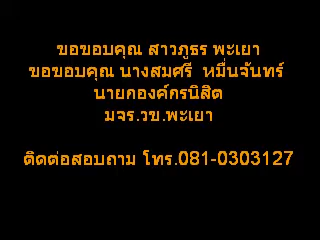 ขอขอบคุณ สาวภูธร พะเยา
ขอขอบคุณ นางสมศรี หมื่นจันทร์
นายกองค์กรนิสิต
มจร.วข.พะเยา
ติดต่อสอบถาม โทร.081-0303127